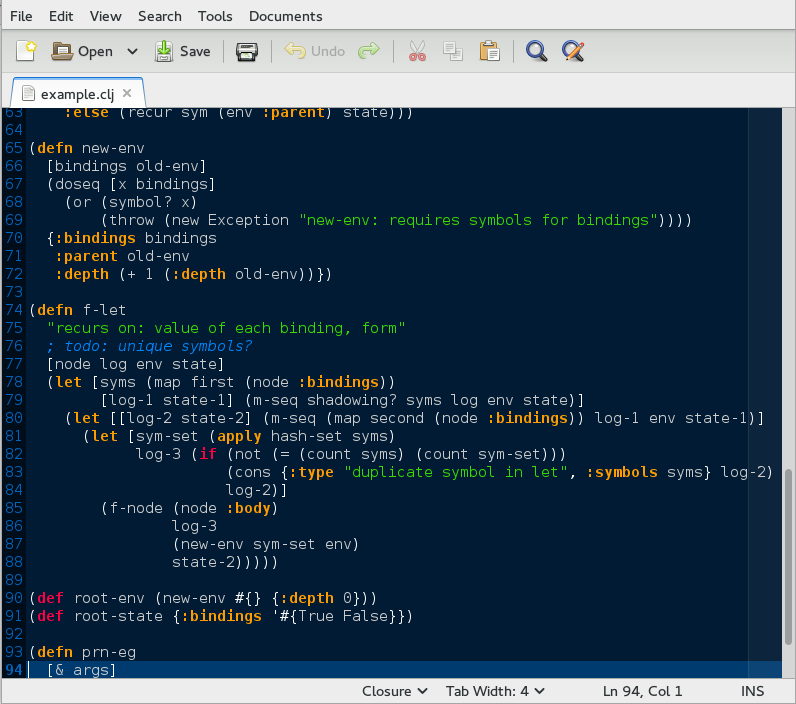 File Edit View Search Tools Documents
Open Save Undo
example.clj
63     :else (recur sym (env :parent) state)))
64
65 (defn new-env
66   [bindings old-env]
67   (doseq [x bindings]
68     (or (symbol? x)
69         (throw (new Exception "new-env: requires symbols for bindings"))))
70   {:bindings bindings
71    :parent old-env
72    :depth (+ 1 (:depth old-env))})
73
74 (defn f-let
75   "recurs on: value of each binding, form"
76   ; todo: unique symbols?
77   [node log env state]
78   (let [syms (map first (node :bindings))
79         [log-1 state-1] (m-seq shadowing? syms log env state)]
80     (let [[log-2 state-2] (m-seq (map second (node :bindings)) log-1 env state-1)]
81       (let [sym-set (apply hash-set syms)
82             log-3 (if (not (= (count syms) (count sym-set)))
83                       (cons {:type "duplicate symbol in let", :symbols syms} log-2)
84                       log-2)]
85         (f-node (node :body)
86                 log-3
87                 (new-env sym-set env)
88                 state-2)))))
89
90 (def root-env (new-env #{} {:depth 0}))
91 (def root-state {:bindings '#{True False}})
92
93 (defn prn-eg
94   [& args]
Closure Tab Width: 4 Ln 94, Col 1 INS